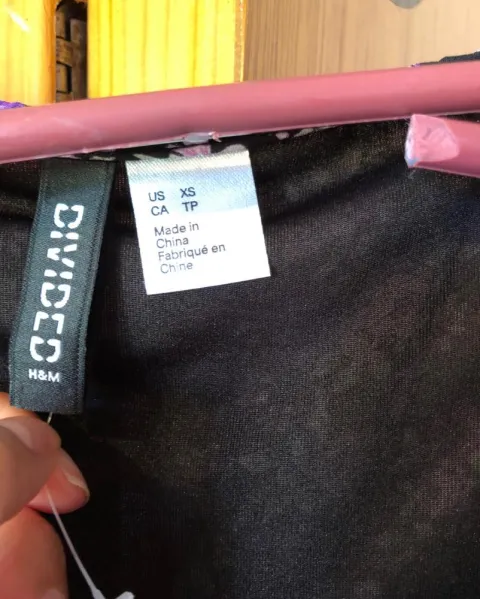 DIVIDED
H&M
US XS
CA TP
Made in
China
Fabriqué en
Chine